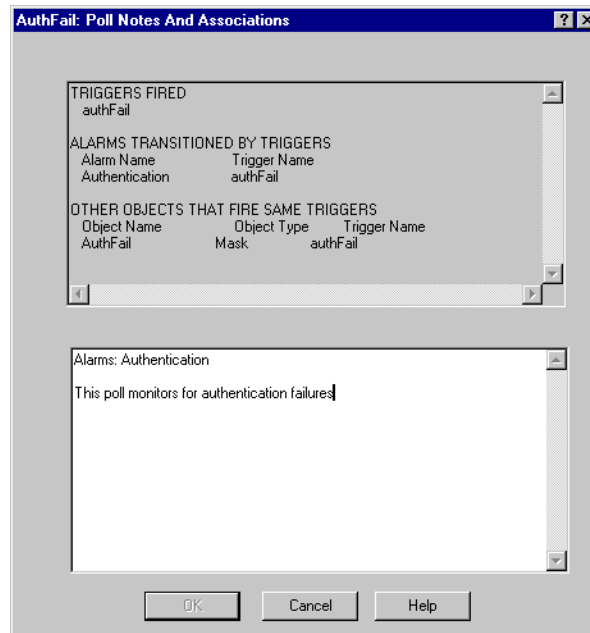 AuthFail: Poll Notes And Associations
TRIGGERS FIRED
authFail
ALARMS TRANSITIONED BY TRIGGERS
Alarm Name Trigger Name
Authentication authFail
OTHER OBJECTS THAT FIRE SAME TRIGGERS
Object Name Object Type Trigger Name
AuthFail Mask authFail
Alarms: Authentication
This poll monitors for authentication failures
OK Cancel Help